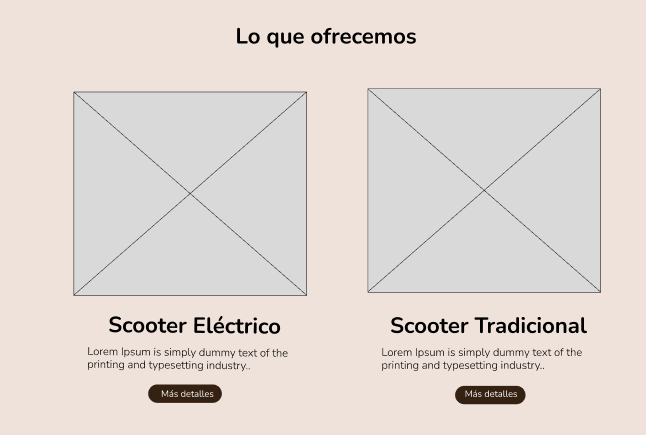 Lo que ofrecemos
Scooter Eléctrico
Lorem Ipsum is simply dummy text of the
printing and typesetting industry..
Más detalles
Scooter Tradicional
Lorem Ipsum is simply dummy text of the
printing and typesetting industry..
Más detalles